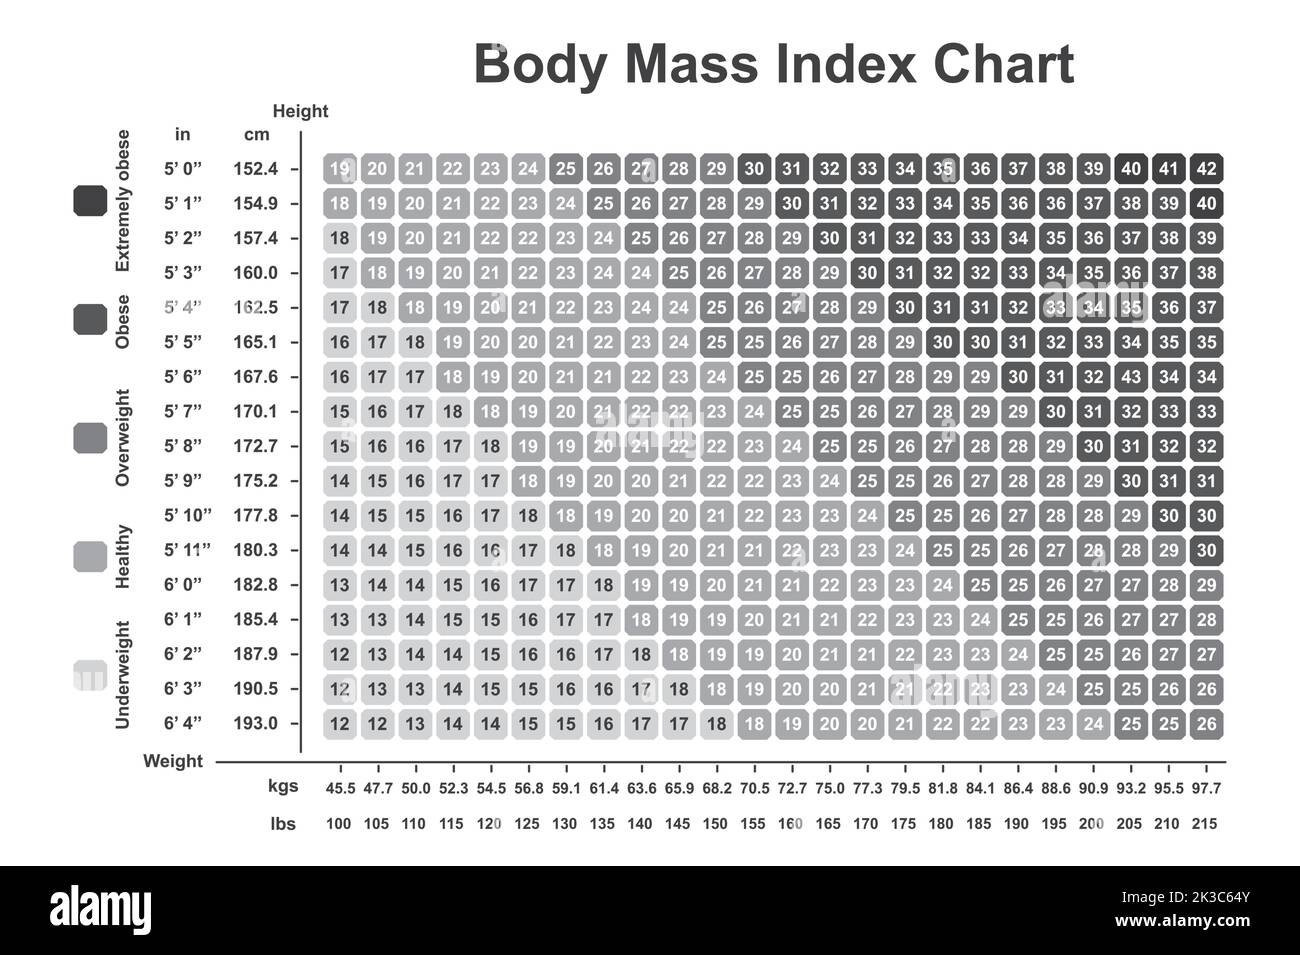 Body Mass Index Chart
Height
in cm
5’ 0” 152.4 19 20 21 22 23 24 25 26 27 28 29 30 31 32 33 34 35 36 37 38 39 40 41 42
5’ 1” 154.9 18 19 20 21 22 23 24 25 26 27 28 29 30 31 32 33 34 35 36 36 37 38 39 40
5’ 2” 157.4 18 19 20 21 22 22 23 24 25 26 27 28 29 30 31 32 33 33 34 35 36 37 38 39
5’ 3” 160.0 17 18 19 20 21 22 23 24 24 25 26 27 28 29 30 31 32 32 33 34 35 36 37 38
5’ 4” 162.5 17 18 18 19 20 21 22 23 24 24 25 26 27 28 29 30 31 31 32 33 34 35 36 37
5’ 5” 165.1 16 17 18 19 20 20 21 22 23 24 25 25 26 27 28 29 30 30 31 32 33 34 35 35
5’ 6” 167.6 16 17 17 18 19 20 21 21 22 23 24 25 25 26 27 28 29 29 30 31 32 43 34 34
5’ 7” 170.1 15 16 17 18 18 19 20 21 22 22 23 24 25 25 26 27 28 29 29 30 31 32 33 33
5’ 8” 172.7 15 16 16 17 18 19 19 20 21 22 22 23 24 25 25 26 27 28 28 29 30 31 32 32
5’ 9” 175.2 14 15 16 17 17 18 19 20 20 21 22 22 23 24 25 25 26 27 28 28 29 30 31 31
5’ 10” 177.8 14 15 15 16 17 18 18 19 20 20 21 22 23 23 24 25 25 26 27 28 28 29 30 30
5’ 11” 180.3 14 14 15 16 16 17 18 18 19 20 21 21 22 23 23 24 25 25 26 27 28 28 29 30
6’ 0” 182.8 13 14 14 15 16 17 17 18 19 19 20 21 21 22 23 23 24 25 25 26 27 27 28 29
6’ 1” 185.4 13 13 14 15 15 16 17 17 18 19 19 20 21 21 22 23 23 24 25 25 26 27 27 28
6’ 2” 187.9 12 13 14 14 15 16 16 17 18 18 19 19 20 21 21 22 23 23 24 25 25 26 27 27
6’ 3” 190.5 12 13 13 14 15 15 16 16 17 18 18 19 20 20 21 21 22 23 23 24 25 25 26 26
6’ 4” 193.0 12 12 13 14 14 15 15 16 17 17 18 18 19 20 20 21 22 22 23 23 24 25 25 26
Extremely obese
Obese
Overweight
Healthy
Underweight
Weight
kgs 45.5 47.7 50.0 52.3 54.5 56.8 59.1 61.4 63.6 65.9 68.2 70.5 72.7 75.0 77.3 79.5 81.8 84.1 86.4 88.6 90.9 93.2 95.5 97.7
lbs 100 105 110 115 120 125 130 135 140 145 150 155 160 165 170 175 180 185 190 195 200 205 210 215
alamy
alamy
alamy
Image ID: 2K3C64Y
www.alamy.com